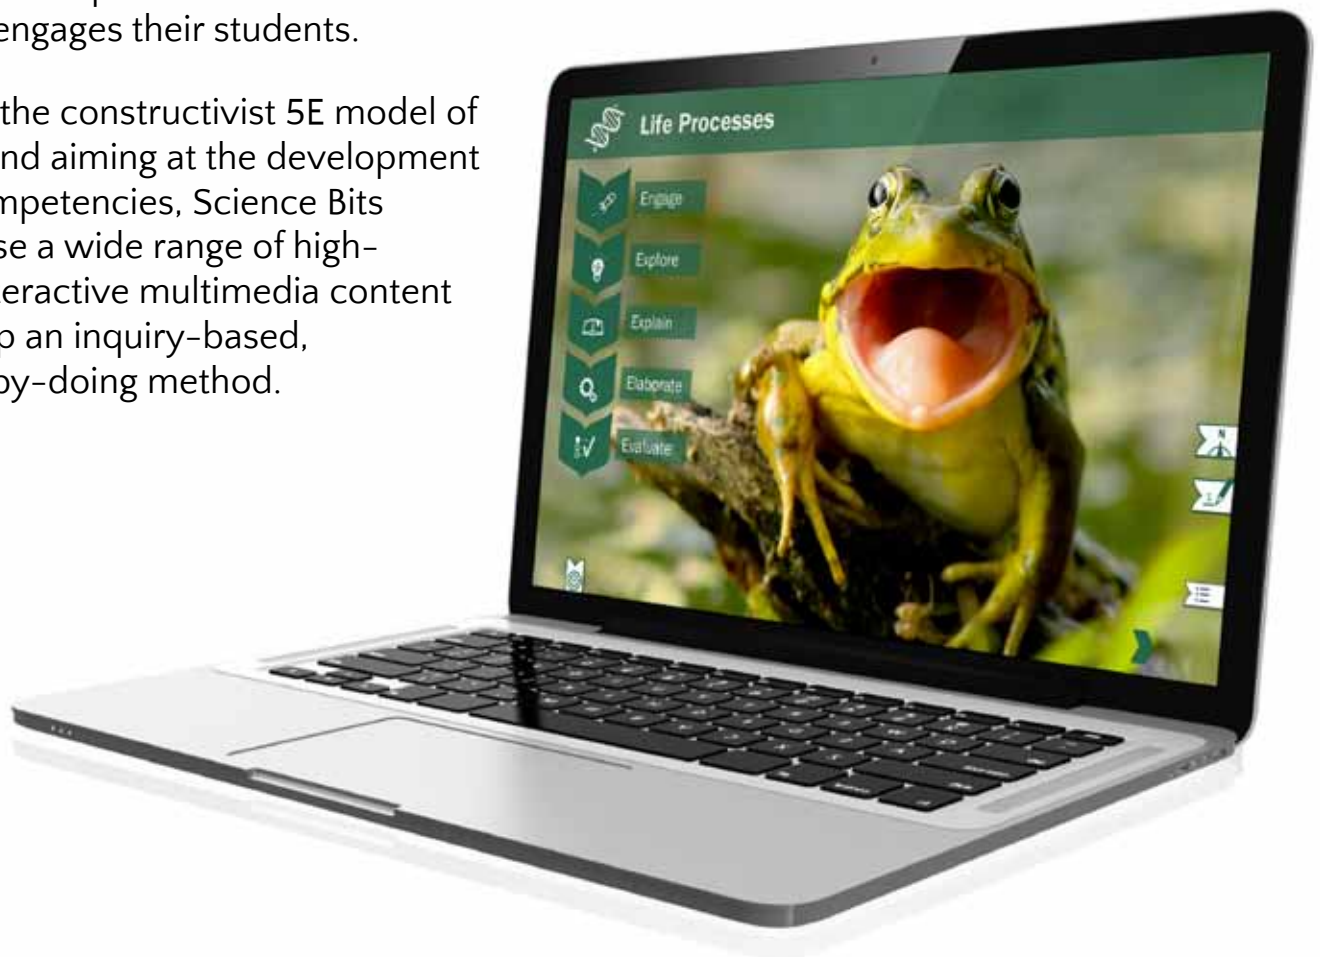 engages their students.
the constructivist 5E model of
nd aiming at the development
mpetencies, Science Bits
se a wide range of high-
teractive multimedia content
p an inquiry-based,
by-doing method.
Life Processes
Engage
Explore
Explain
Elaborate
Evaluate
N